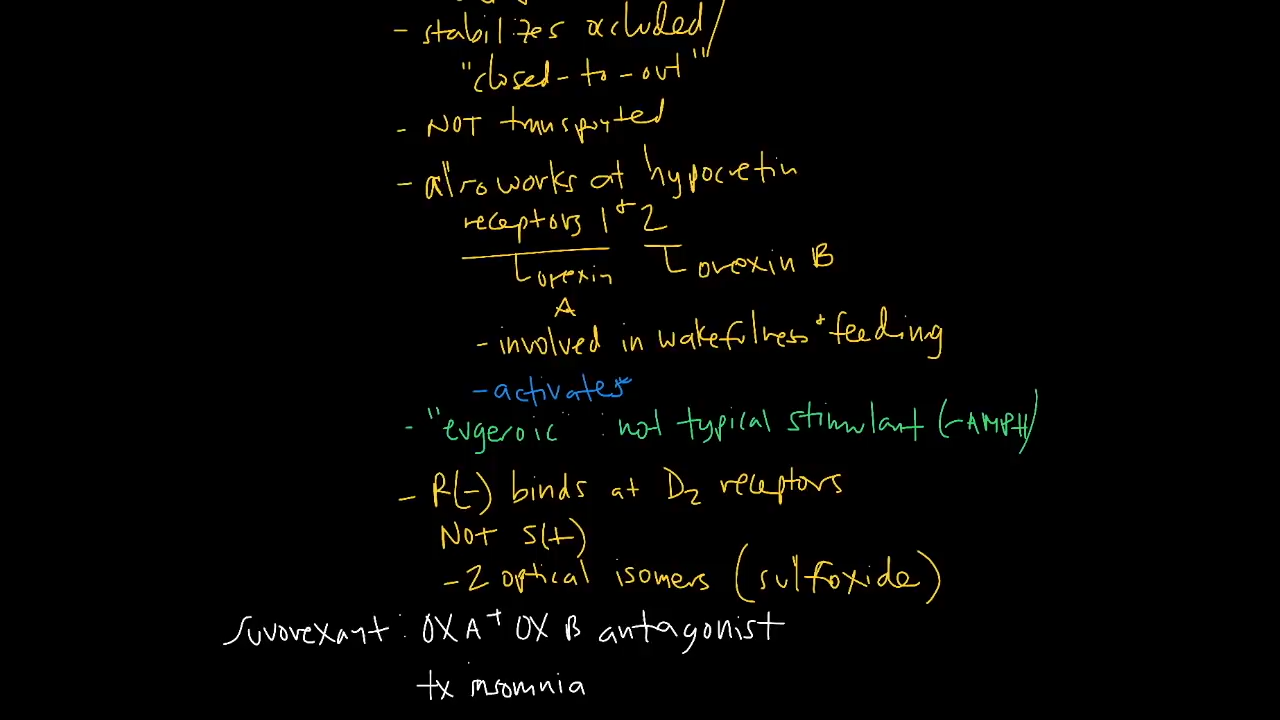 - stabilizes occluded/
"closed-to-out"
- NOT transported
- also works at hypocretin
receptors 1 + 2
orexin A
orexin B
- involved in wakefulness + feeding
- activates
- "eugeroic" : not typical stimulant (-AMPH)
- R(-) binds at D2 receptors
Not S(+)
- 2 optical isomers (sulfoxide)
Suvorexant : OX A + OX B antagonist
tx insomnia